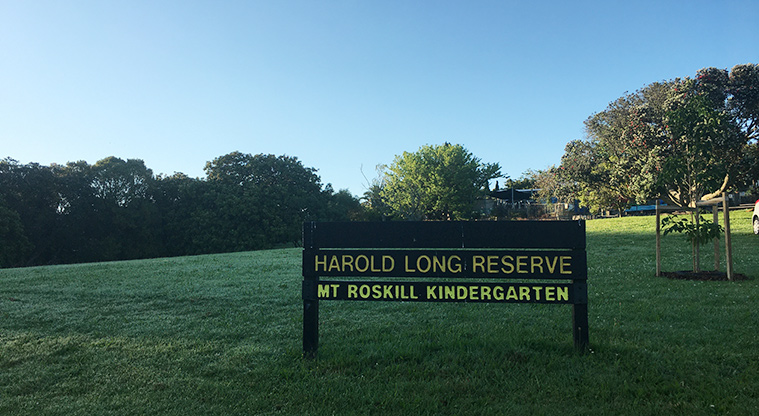 HAROLD LONG RESERVE
MT ROSKILL KINDERGARTEN